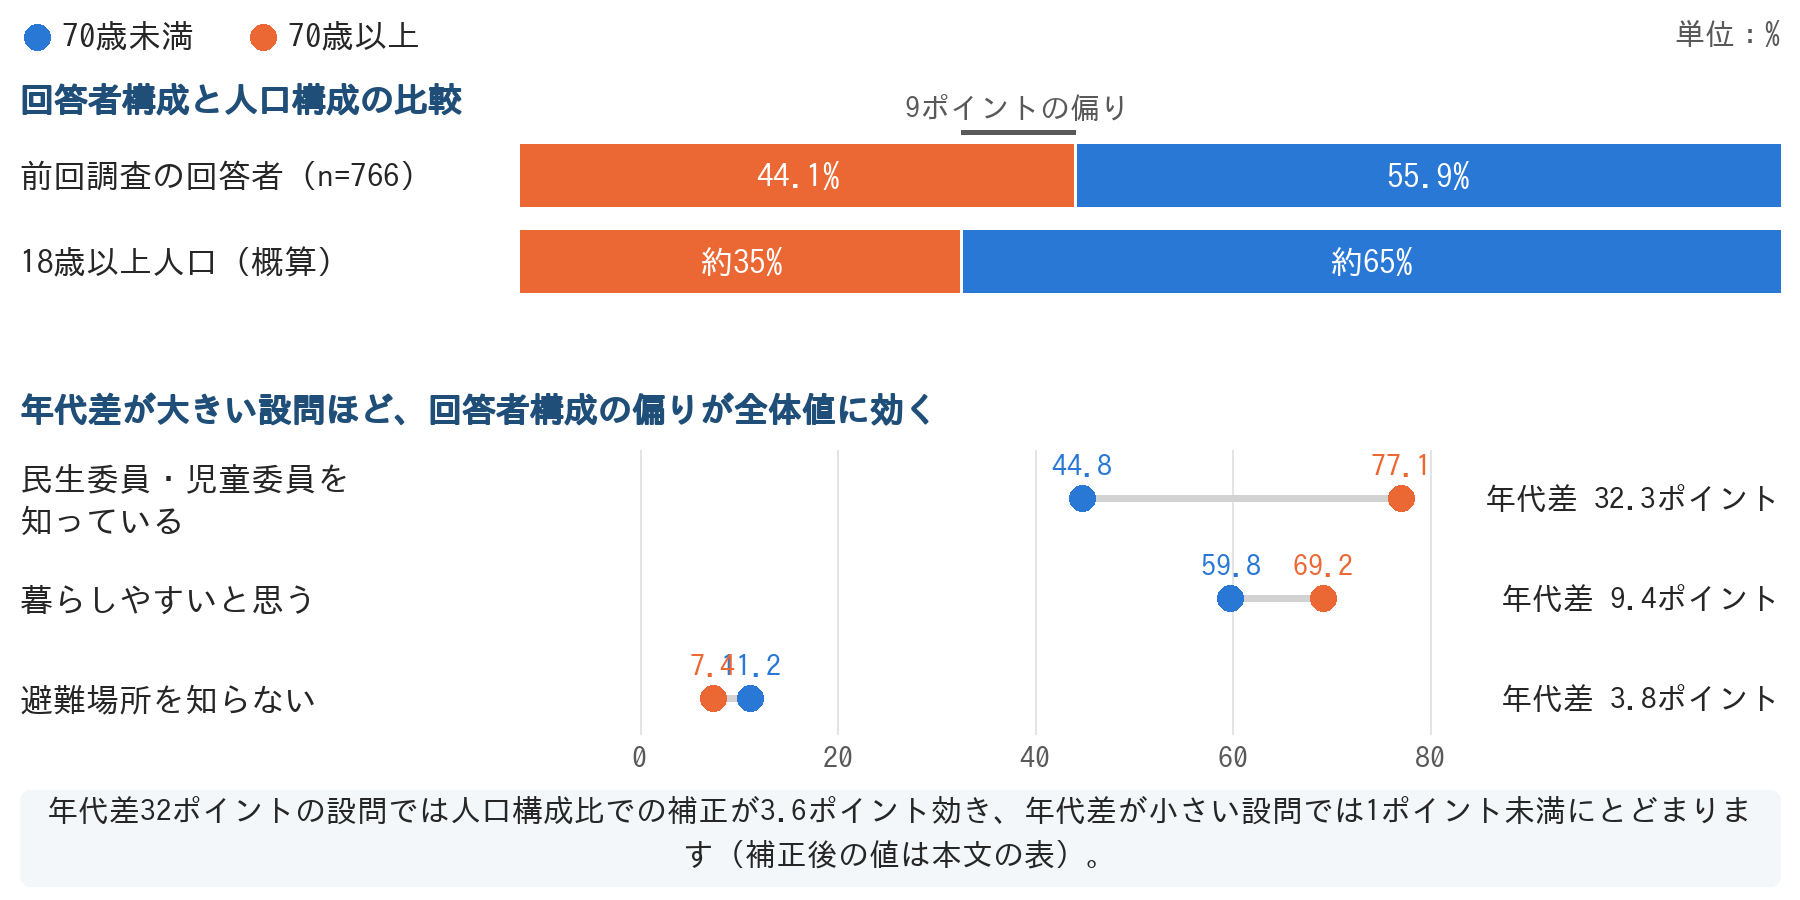 70歳未満 70歳以上 単位：%
回答者構成と人口構成の比較
9ポイントの偏り
前回調査の回答者（n=766） 44.1% 55.9%
18歳以上人口（概算） 約35% 約65%
年代差が大きい設問ほど、回答者構成の偏りが全体値に効く
民生委員・児童委員を
知っている
44.8 77.1 年代差 32.3ポイント
暮らしやすいと思う 59.8 69.2 年代差 9.4ポイント
避難場所を知らない 7.4 11.2 年代差 3.8ポイント
0 20 40 60 80
年代差32ポイントの設問では人口構成比での補正が3.6ポイント効き、年代差が小さい設問では1ポイント未満にとどまりま
す（補正後の値は本文の表）。